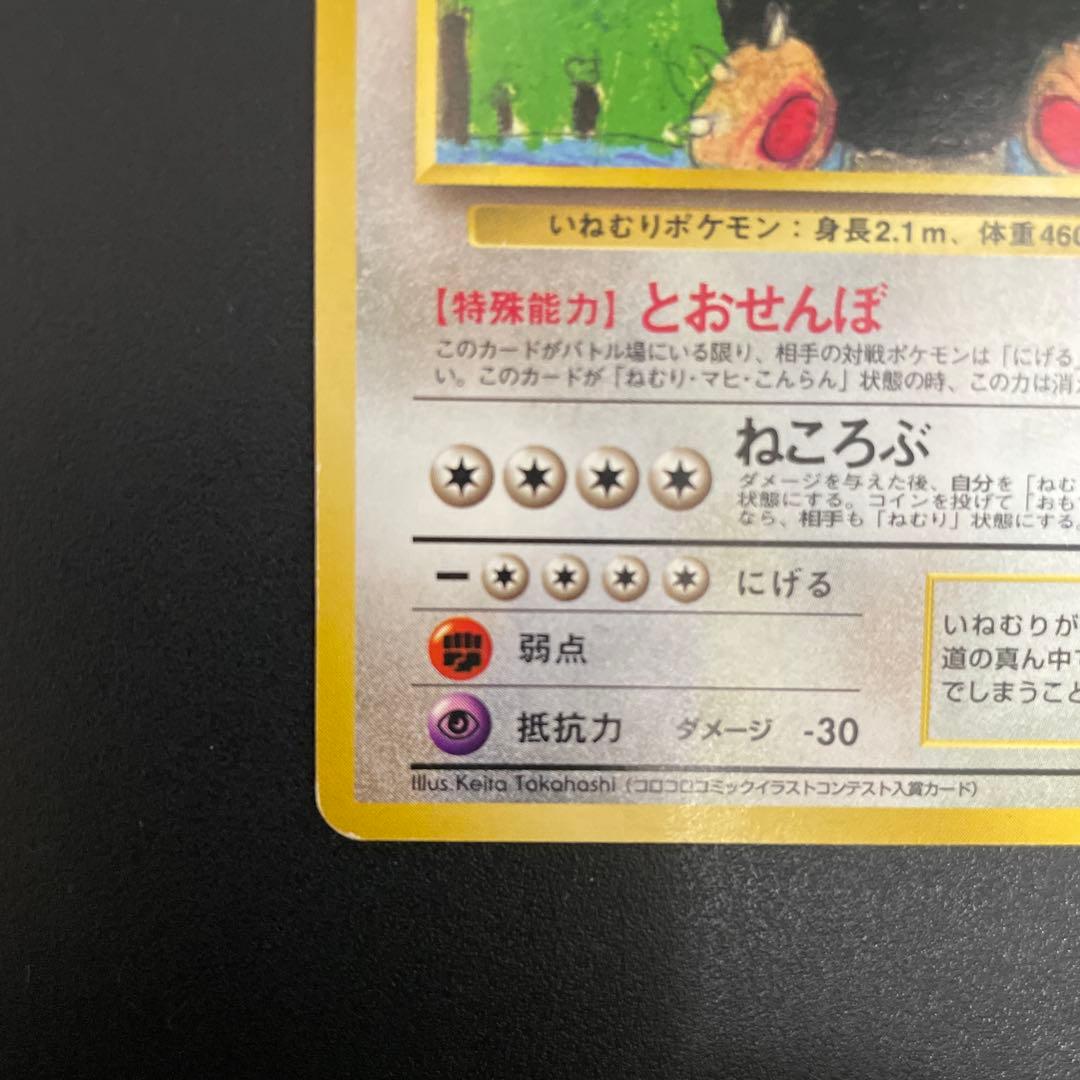 いねむりポケモン：身長2.1m、体重460
【特殊能力】とおせんぼ
このカードがバトル場にいる限り、相手の対戦ポケモンは「にげる」
い。このカードが「ねむり・マヒ・こんらん」状態の時、この力は消え
ねころぶ
ダメージを与えた後、自分を「ねむ
状態にする。コインを投げて「おも
なら、相手も「ねむり」状態にする。
にげる
弱点
抵抗力 ダメージ -30
いねむりが
道の真ん中で
でしまうこと
Illus. Keita Takahashi（コロコロコミックイラストコンテスト入賞カード）